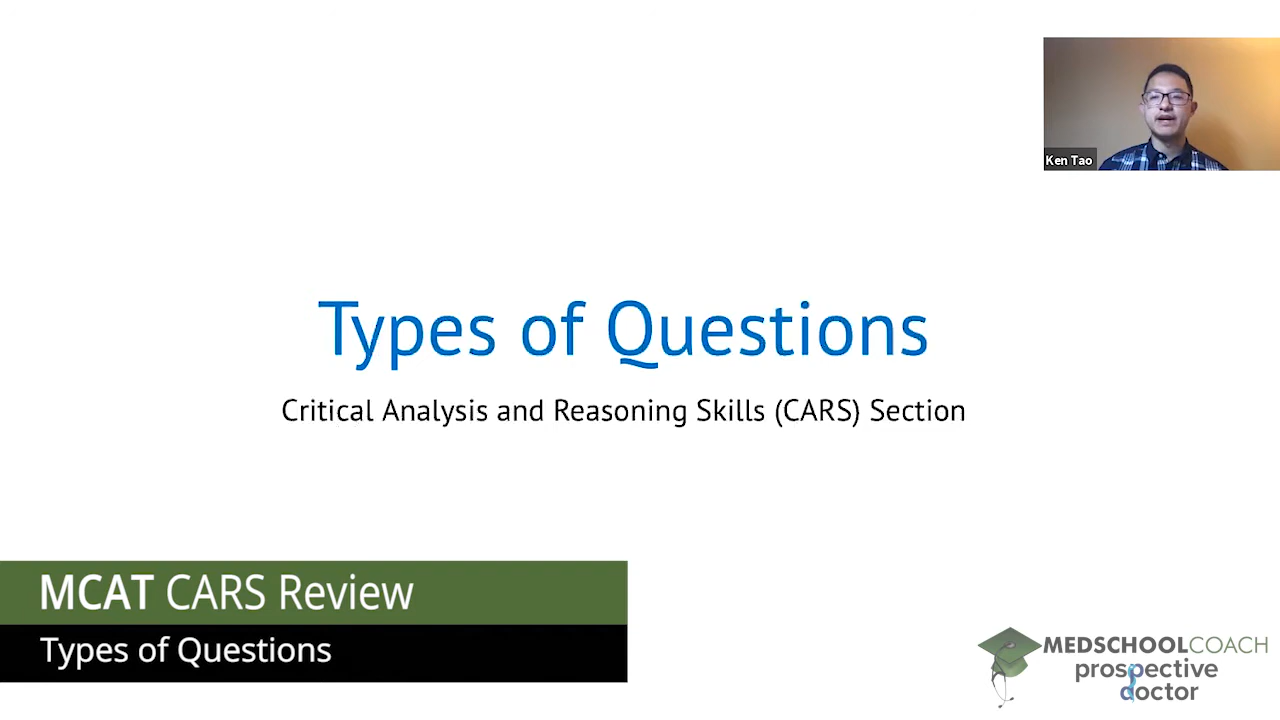 Ken Tao
Types of Questions
Critical Analysis and Reasoning Skills (CARS) Section
MCAT CARS Review
Types of Questions
MEDSCHOOLCOACH
prospective
doctor